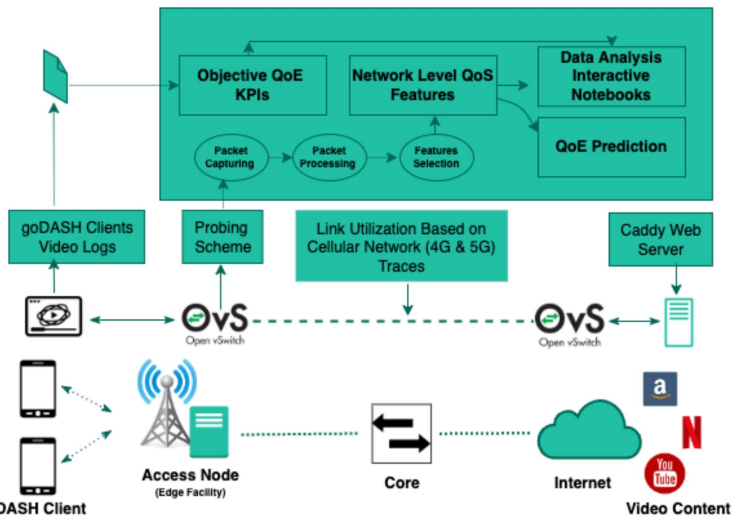 Objective QoE
KPIs
Network Level QoS
Features
Data Analysis
Interactive
Notebooks
QoE Prediction
Packet
Capturing
Packet
Processing
Features
Selection
goDASH Clients
Video Logs
Probing
Scheme
Link Utilization Based on
Cellular Network (4G & 5G)
Traces
Caddy Web
Server
OvS
Open vSwitch
OvS
Open vSwitch
a
N
You
Tube
Access Node
(Edge Facility)
Core
Internet
DASH Client
Video Content